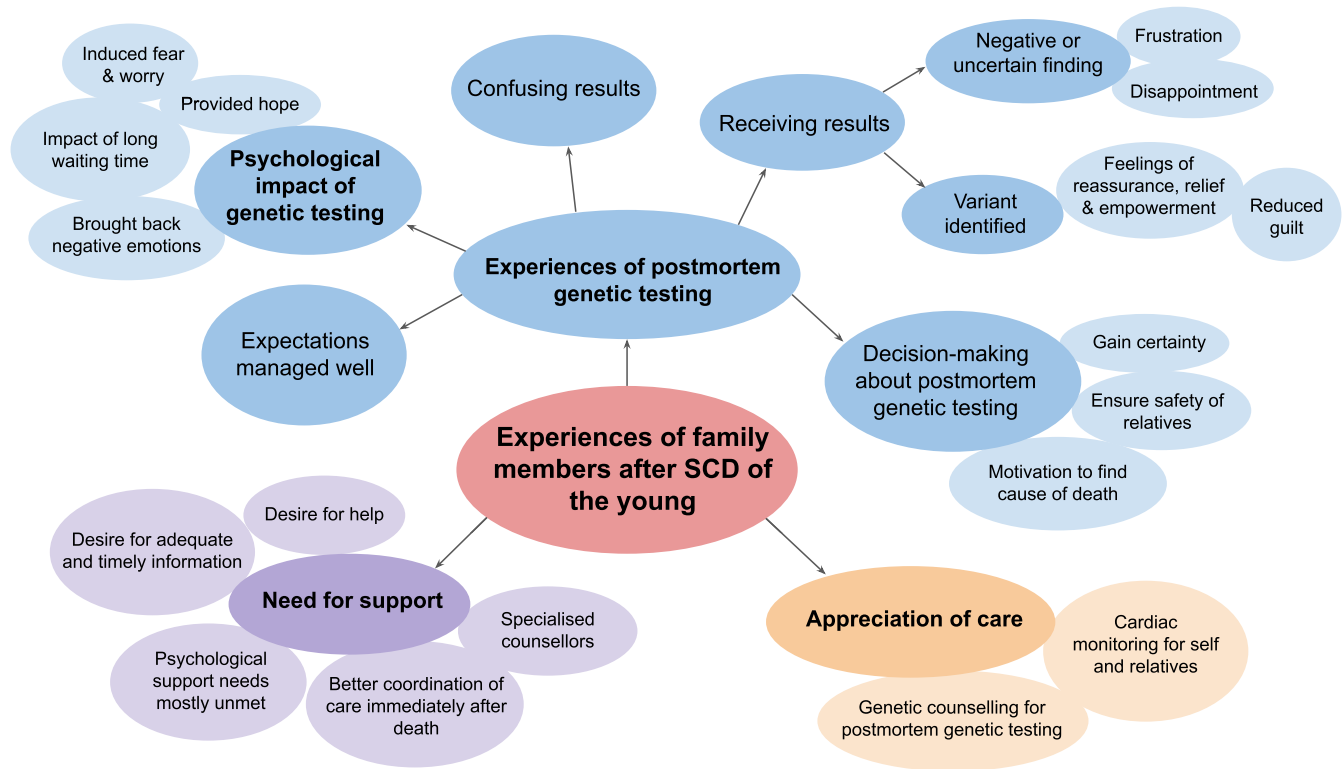 Induced fear
& worry
Provided hope
Impact of long
waiting time
Psychological
impact of
genetic testing
Brought back
negative emotions
Confusing results
Receiving results
Negative or
uncertain finding
Frustration
Disappointment
Variant
identified
Feelings of
reassurance, relief
& empowerment
Reduced
guilt
Experiences of postmortem
genetic testing
Expectations
managed well
Decision-making
about postmortem
genetic testing
Gain certainty
Ensure safety of
relatives
Motivation to find
cause of death
Experiences of family
members after SCD of
the young
Desire for help
Desire for adequate
and timely information
Need for support
Specialised
counsellors
Psychological
support needs
mostly unmet
Better coordination of
care immediately after
death
Appreciation of care
Cardiac
monitoring for self
and relatives
Genetic counselling for
postmortem genetic testing